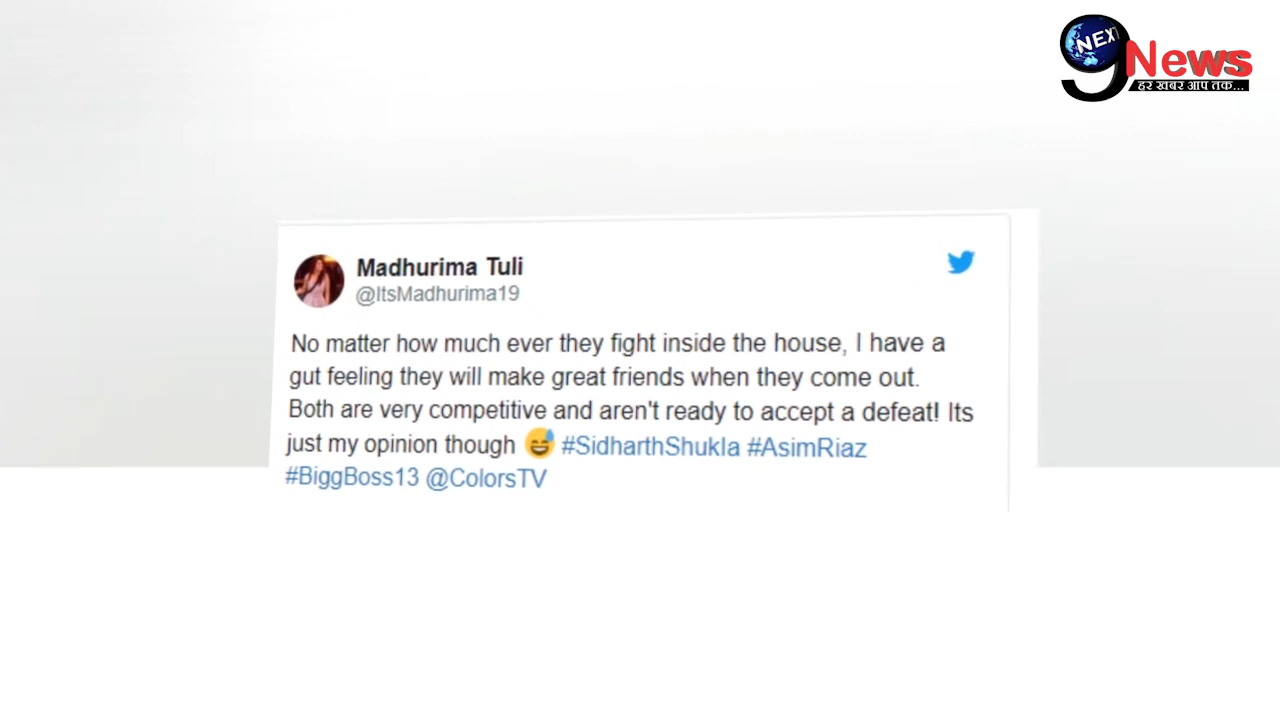 NEXT
9News
हर खबर आप तक...
Madhurima Tuli
@ItsMadhurima19
No matter how much ever they fight inside the house, I have a
gut feeling they will make great friends when they come out.
Both are very competitive and aren't ready to accept a defeat! Its
just my opinion though 😅 #SidharthShukla #AsimRiaz
#BiggBoss13 @ColorsTV